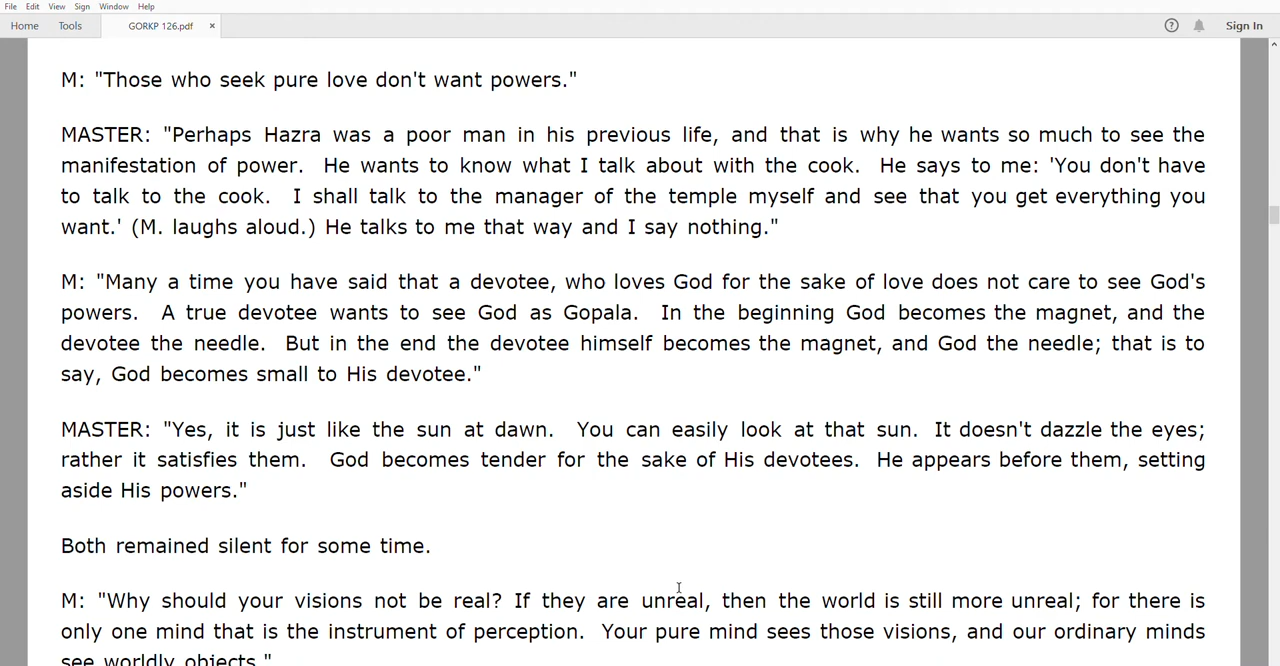 File Edit View Sign Window Help
Home Tools GORKP 126.pdf × ? Sign In
M: "Those who seek pure love don't want powers."
MASTER: "Perhaps Hazra was a poor man in his previous life, and that is why he wants so much to see the
manifestation of power. He wants to know what I talk about with the cook. He says to me: 'You don't have
to talk to the cook. I shall talk to the manager of the temple myself and see that you get everything you
want.' (M. laughs aloud.) He talks to me that way and I say nothing."
M: "Many a time you have said that a devotee, who loves God for the sake of love does not care to see God's
powers. A true devotee wants to see God as Gopala. In the beginning God becomes the magnet, and the
devotee the needle. But in the end the devotee himself becomes the magnet, and God the needle; that is to
say, God becomes small to His devotee."
MASTER: "Yes, it is just like the sun at dawn. You can easily look at that sun. It doesn't dazzle the eyes;
rather it satisfies them. God becomes tender for the sake of His devotees. He appears before them, setting
aside His powers."
Both remained silent for some time.
M: "Why should your visions not be real? If they are unreal, then the world is still more unreal; for there is
only one mind that is the instrument of perception. Your pure mind sees those visions, and our ordinary minds
see worldly objects."